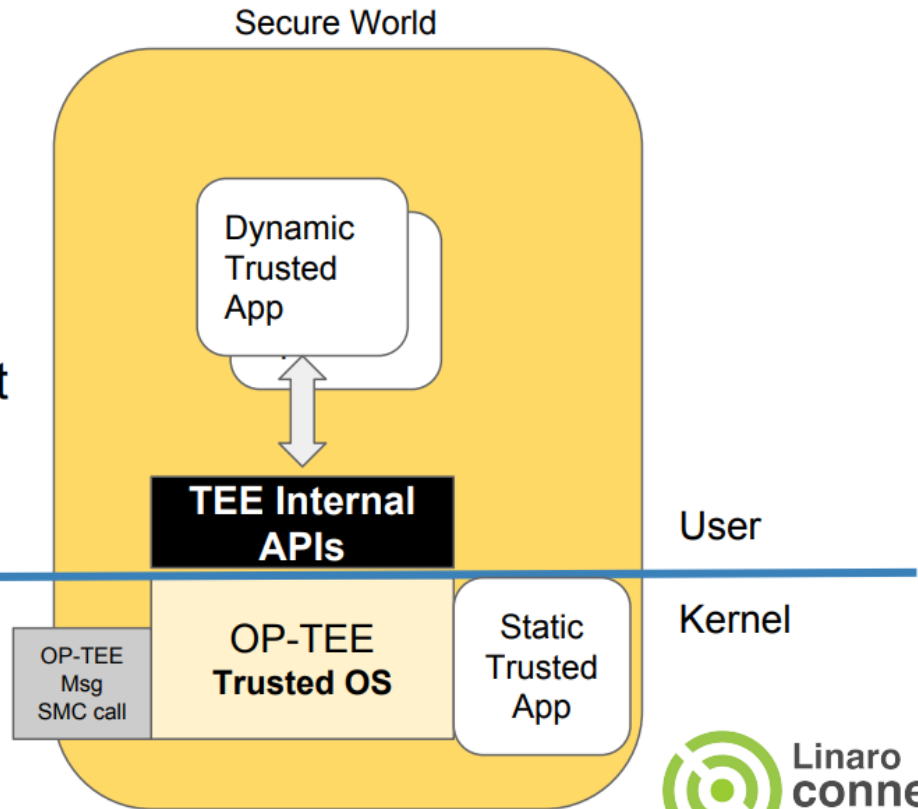 Secure World
Dynamic
Trusted
App
t
TEE Internal
APIs
User
Kernel
OP-TEE
Msg
SMC call
OP-TEE
Trusted OS
Static
Trusted
App
Linaro
conne